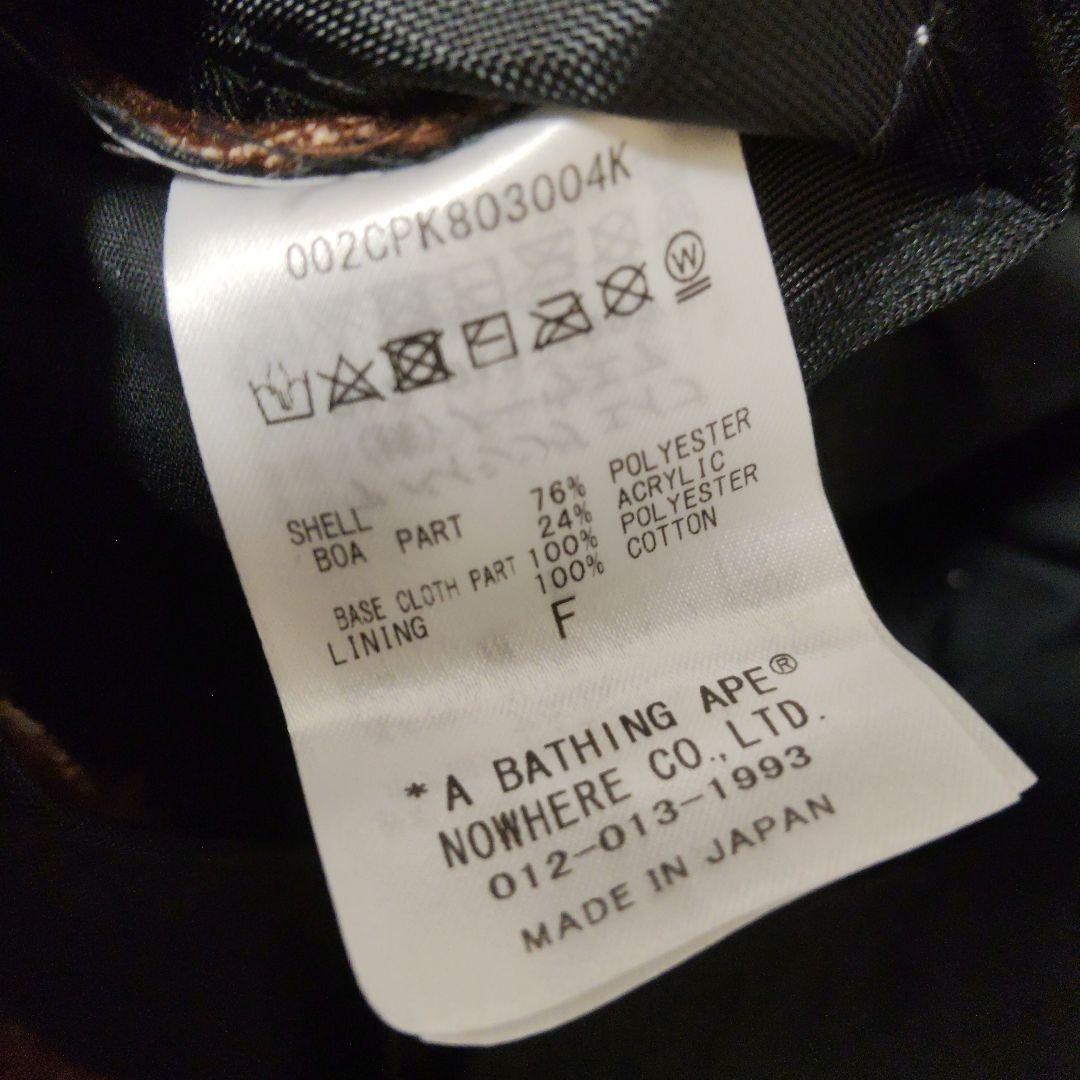 002CPK803004K
W
SHELL
BOA PART 76% POLYESTER
24% ACRYLIC
BASE CLOTH PART 100% POLYESTER
LINING 100% COTTON
F
*A BATHING APE®
NOWHERE CO., LTD.
012-013-1993
MADE IN JAPAN